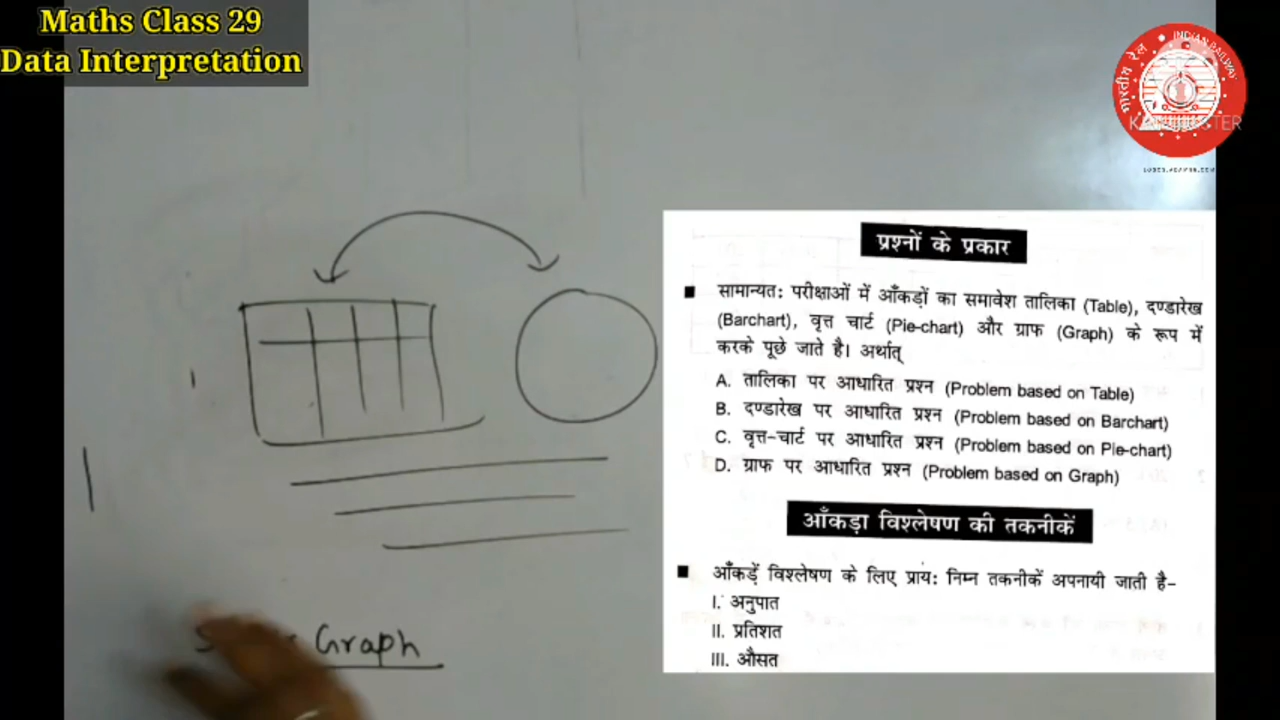 Maths Class 29
Data Interpretation
भारतीय रेल
INDIAN RAILWAY
प्रश्नों के प्रकार
■ सामान्यतः परीक्षाओं में आँकड़ों का समावेश तालिका (Table), दण्डारेख
(Barchart), वृत्त चार्ट (Pie-chart) और ग्राफ (Graph) के रूप में
करके पूछे जाते है। अर्थात्
A. तालिका पर आधारित प्रश्न (Problem based on Table)
B. दण्डारेख पर आधारित प्रश्न (Problem based on Barchart)
C. वृत्त-चार्ट पर आधारित प्रश्न (Problem based on Pie-chart)
D. ग्राफ पर आधारित प्रश्न (Problem based on Graph)
आँकड़ा विश्लेषण की तकनीकें
■ आँकड़ें विश्लेषण के लिए प्रायः निम्न तकनीकें अपनायी जाती है-
I. अनुपात
II. प्रतिशत
III. औसत
Graph